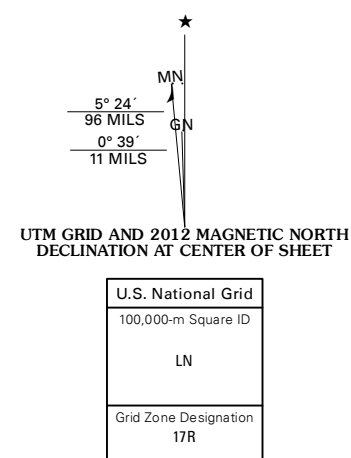 ★
MN
5° 24´
96 MILS
GN
0° 39´
11 MILS
UTM GRID AND 2012 MAGNETIC NORTH
DECLINATION AT CENTER OF SHEET
U.S. National Grid
100,000-m Square ID
LN
Grid Zone Designation
17R